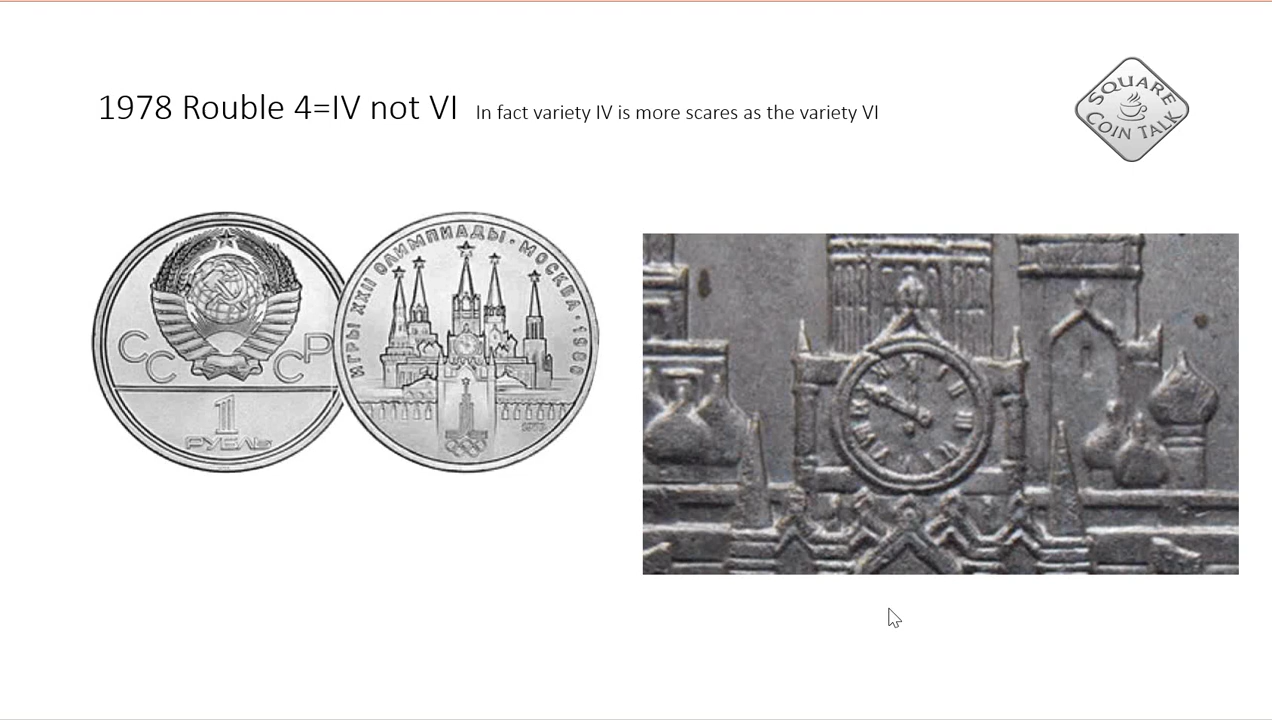 1978 Rouble 4=IV not VI In fact variety IV is more scares as the variety VI
SQUARE
COIN TALK
СССР
1
РУБЛЬ
ИГРЫ XXII ОЛИМПИАДЫ · МОСКВА · 1980
1978